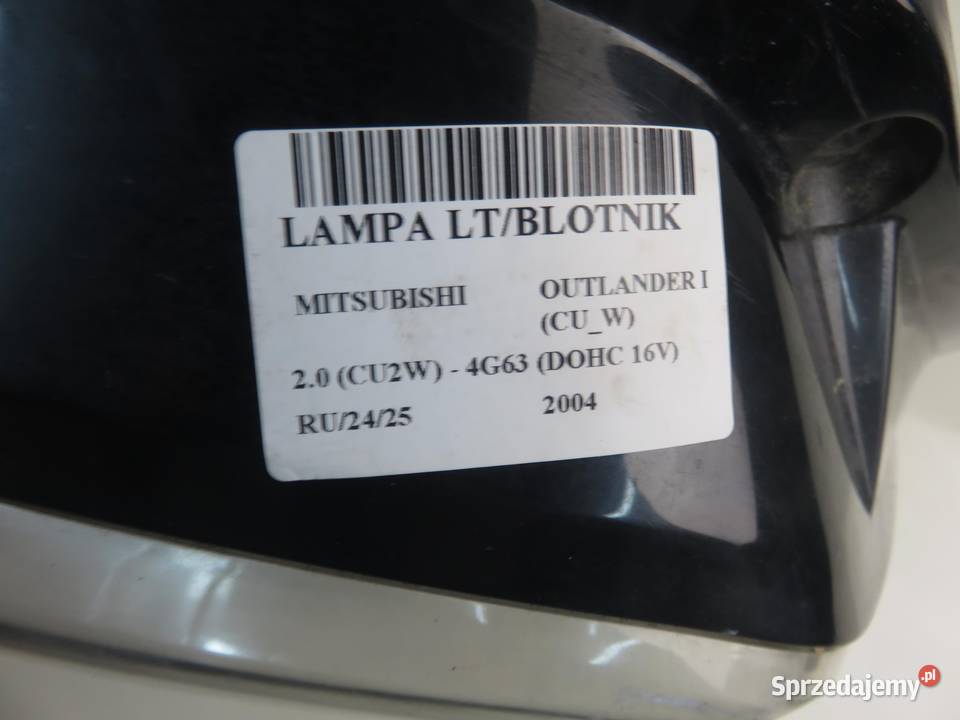 LAMPA LT/BLOTNIK
MITSUBISHI OUTLANDER I
(CU_W)
2.0 (CU2W) - 4G63 (DOHC 16V)
RU/24/25 2004
Sprzedajemy.pl